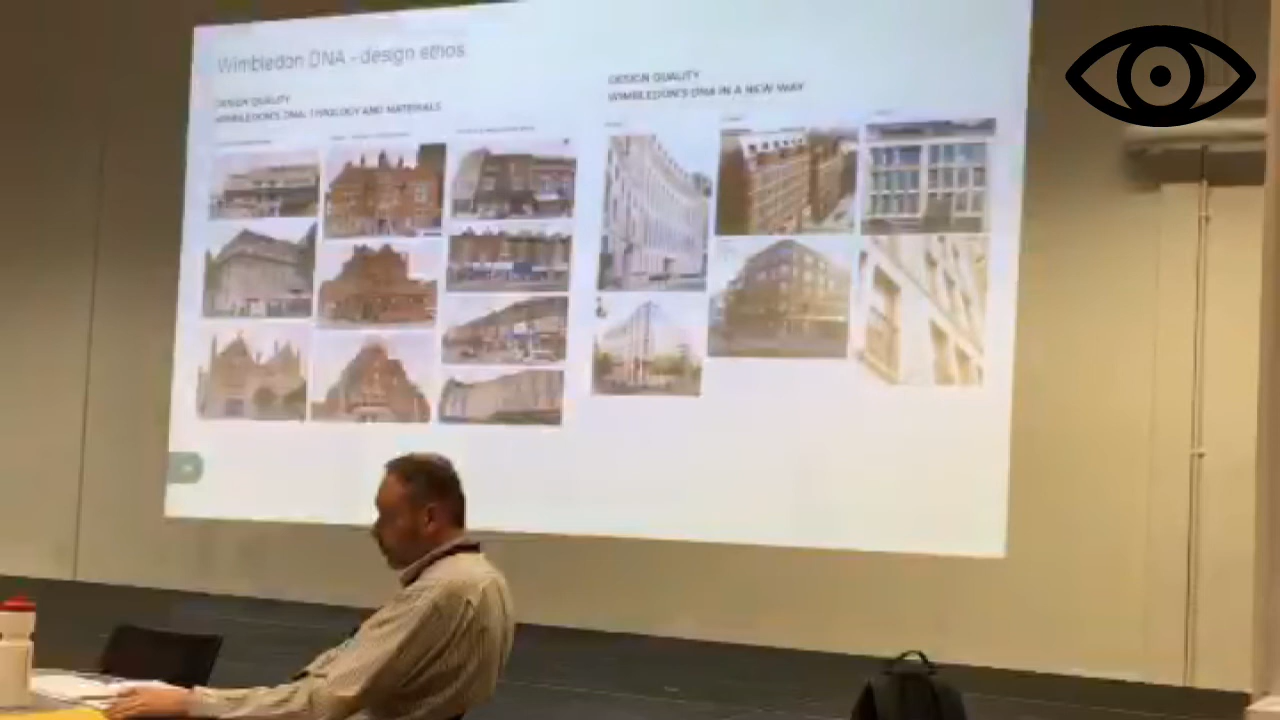 Wimbledon DNA - design ethos
DESIGN QUALITY
WIMBLEDON'S DNA: TYPOLOGY AND MATERIALS
DESIGN QUALITY
WIMBLEDON'S DNA IN A NEW WAY